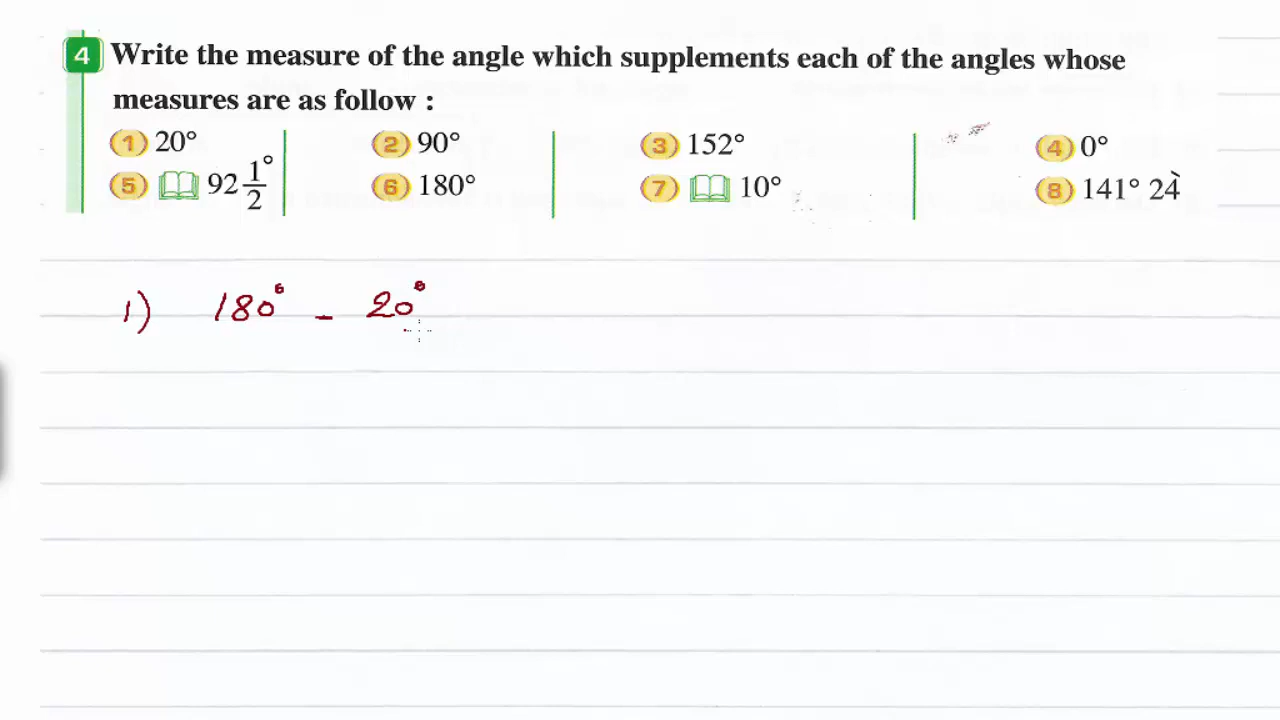 4 Write the measure of the angle which supplements each of the angles whose
measures are as follow :
1 20° 2 90° 3 152° 4 0°
5 92 1/2° 6 180° 7 10° 8 141° 24̀
1) 180° - 20°